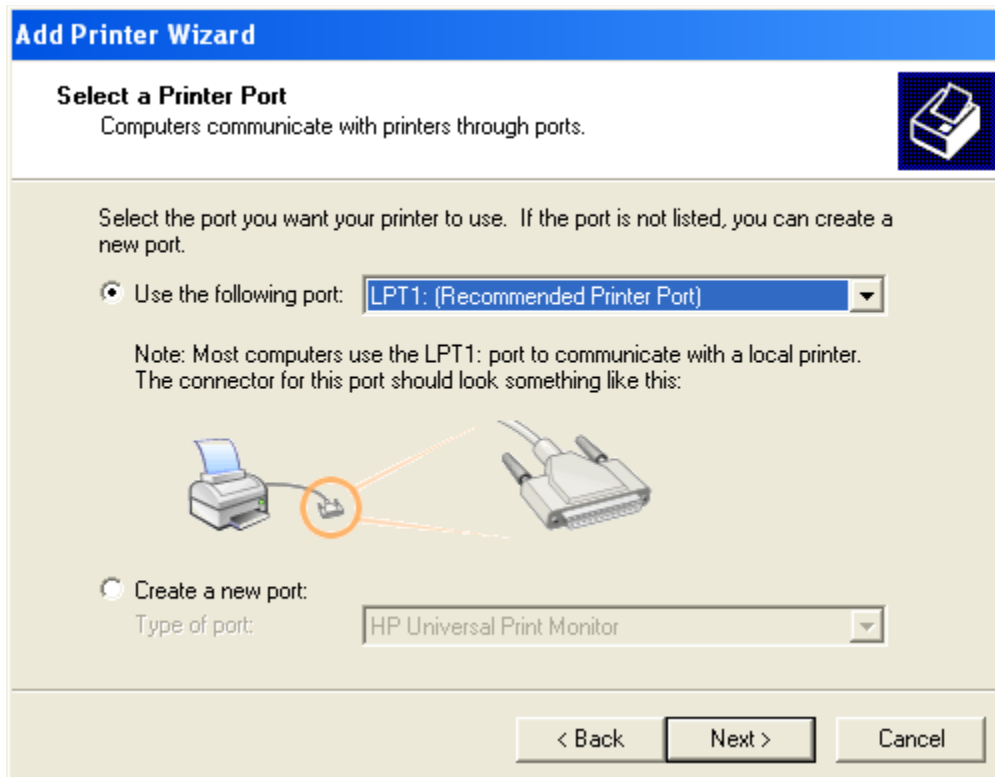 Add Printer Wizard
Select a Printer Port
Computers communicate with printers through ports.
Select the port you want your printer to use.  If the port is not listed, you can create a
new port.
Use the following port: LPT1: (Recommended Printer Port)
Note: Most computers use the LPT1: port to communicate with a local printer.
The connector for this port should look something like this:
Create a new port:
Type of port: HP Universal Print Monitor
< Back Next > Cancel